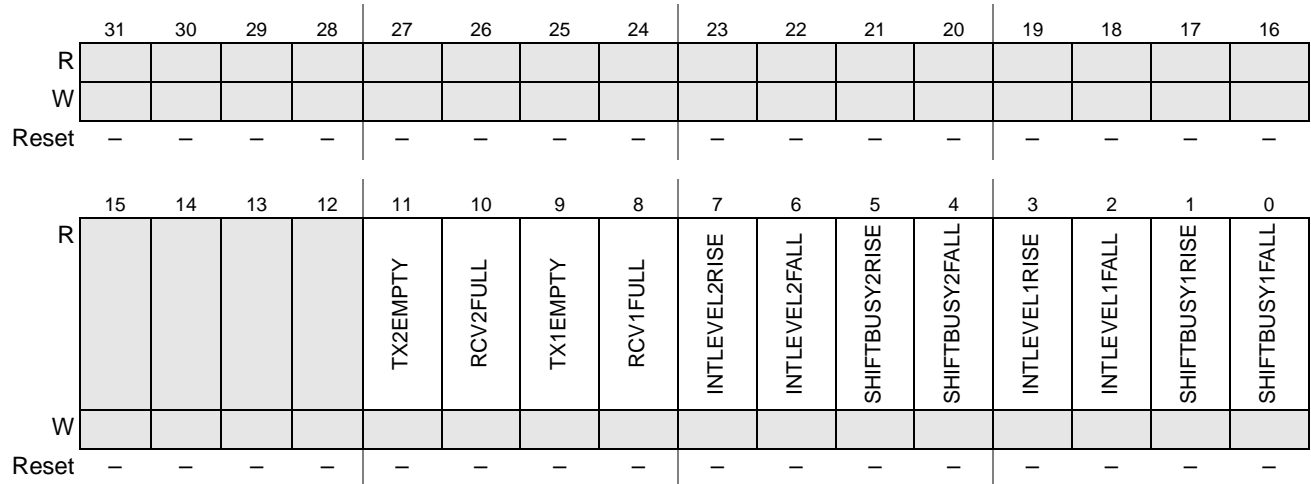 31 30 29 28 27 26 25 24 23 22 21 20 19 18 17 16
R
W
Reset – – – – – – – – – – – – – – – –
15 14 13 12 11 10 9 8 7 6 5 4 3 2 1 0
R TX2EMPTY RCV2FULL TX1EMPTY RCV1FULL INTLEVEL2RISE INTLEVEL2FALL SHIFTBUSY2RISE SHIFTBUSY2FALL INTLEVEL1RISE INTLEVEL1FALL SHIFTBUSY1RISE SHIFTBUSY1FALL
W
Reset – – – – – – – – – – – – – – – –